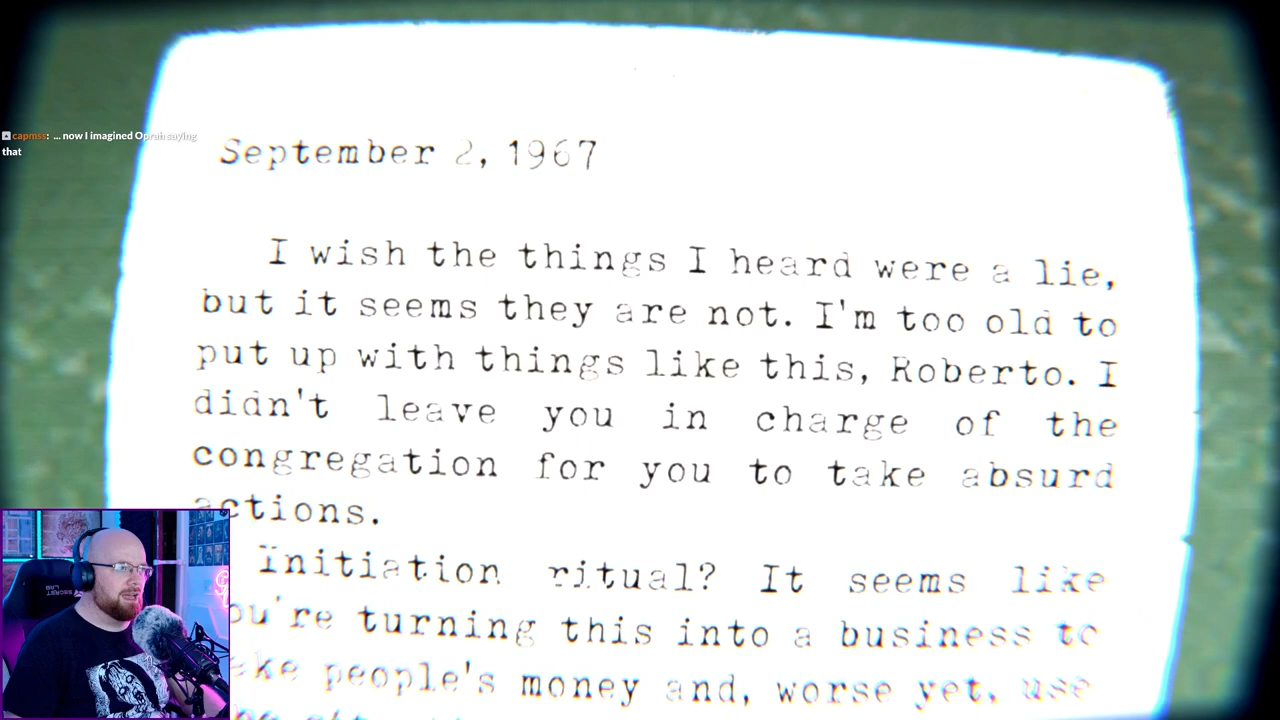 capmss: ... now I imagined Oprah saying
that
September 2, 1967
I wish the things I heard were a lie,
but it seems they are not. I'm too old to
put up with things like this, Roberto. I
didn't leave you in charge of the
congregation for you to take absurd
actions.
Initiation ritual? It seems like
you're turning this into a business to
take people's money and, worse yet, use